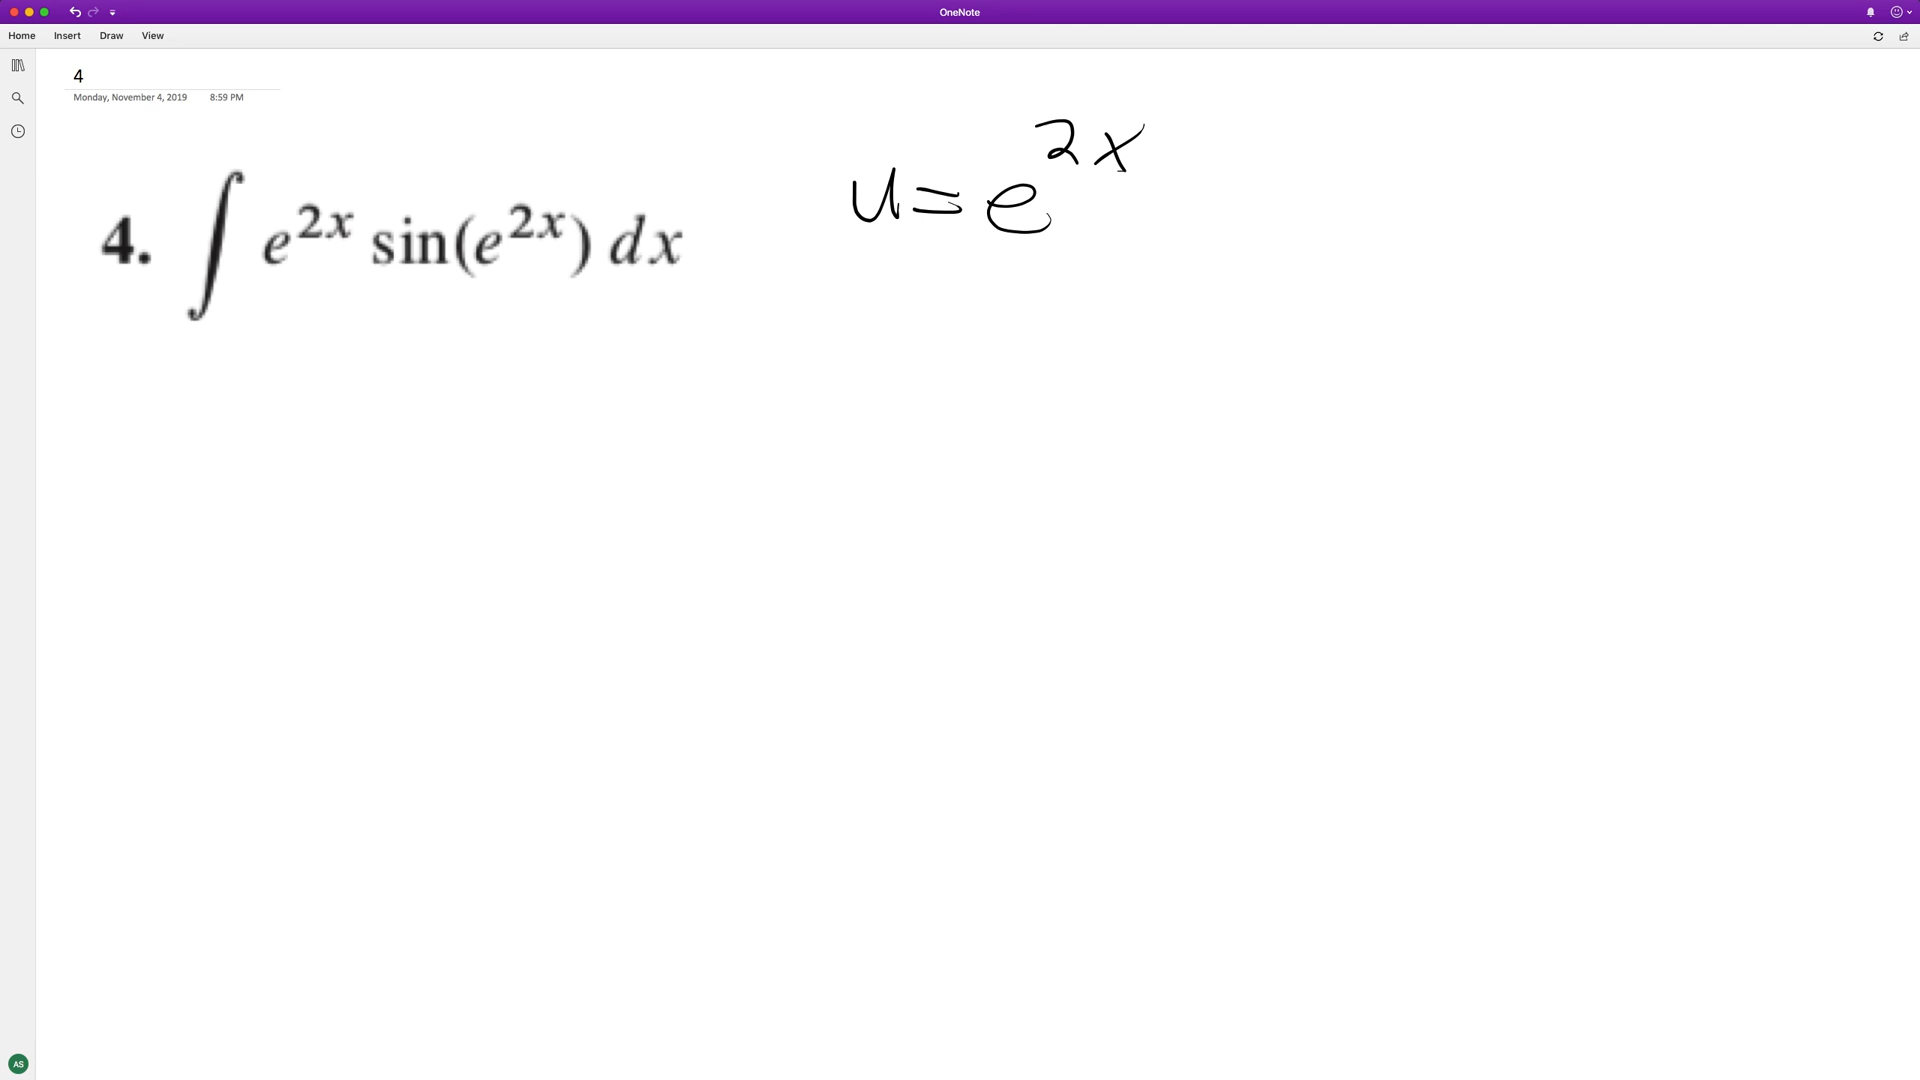 OneNote
Home Insert Draw View
4
Monday, November 4, 2019 8:59 PM
u = e^{2x}
4. ∫ e^{2x} sin(e^{2x}) dx
AS